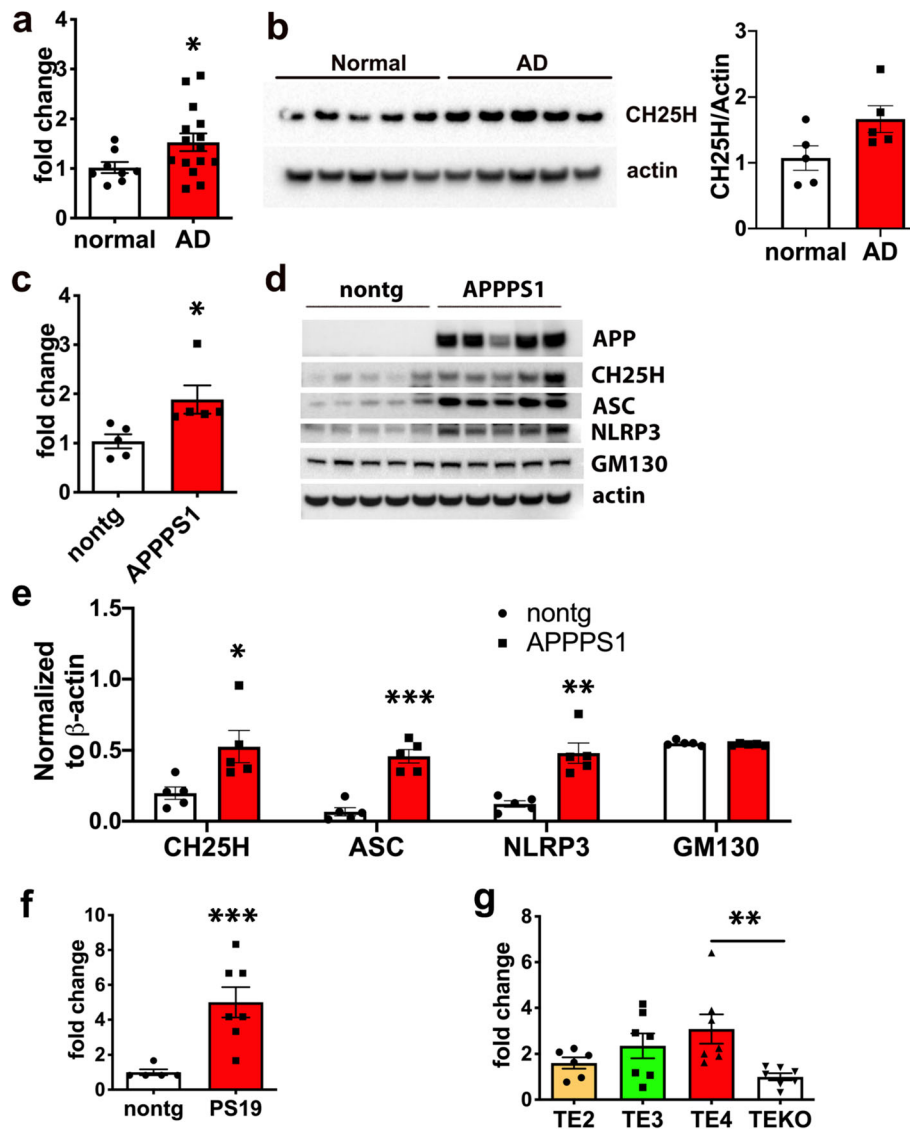 a
fold change
4
3
2
1
0
*
normal AD
b
Normal AD
CH25H
actin
CH25H/Actin
3
2
1
0
normal AD
c
fold change
4
3
2
1
0
*
nontg
APPPS1
d
nontg APPPS1
APP
CH25H
ASC
NLRP3
GM130
actin
e
Normalized
to β-actin
1.5
1.0
0.5
0.0
nontg
APPPS1
*
***
**
CH25H ASC NLRP3 GM130
f
fold change
10
8
6
4
2
0
***
nontg PS19
g
fold change
8
6
4
2
0
**
TE2 TE3 TE4 TEKO